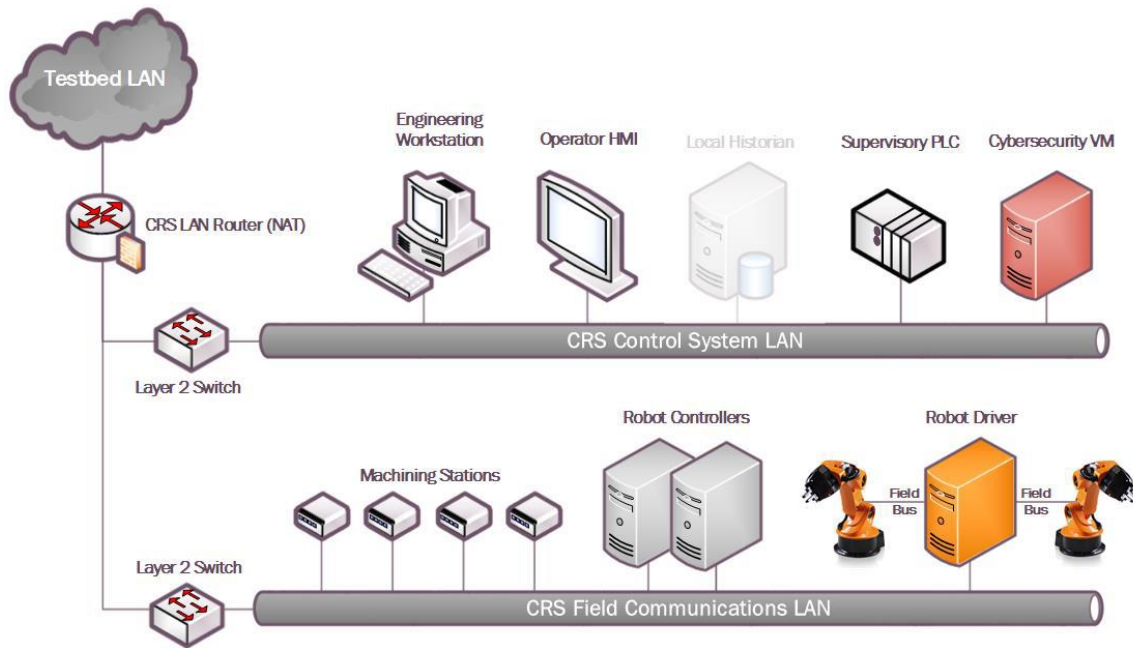 Testbed LAN
Engineering
Workstation
Operator HMI
Local Historian
Supervisory PLC
Cybersecurity VM
CRS LAN Router (NAT)
CRS Control System LAN
Layer 2 Switch
Robot Controllers
Robot Driver
Machining Stations
Field
Bus
Field
Bus
Layer 2 Switch
CRS Field Communications LAN